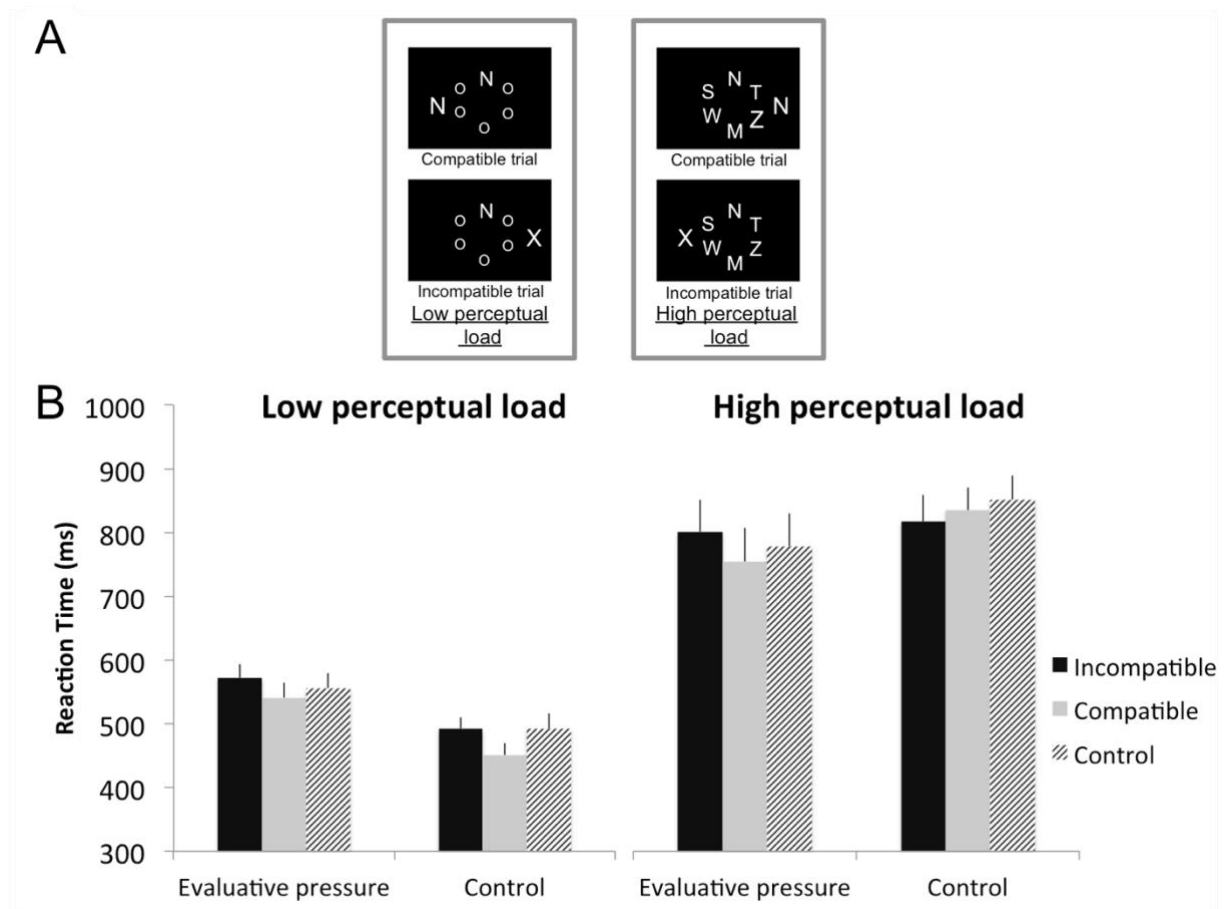 A
N
O O
N O O
O
Compatible trial
N
O O
O O X
O
Incompatible trial
Low perceptual
load
N
S T
W Z N
M
Compatible trial
N
S T
X W Z
M
Incompatible trial
High perceptual
load
B
Low perceptual load
High perceptual load
Reaction Time (ms)
1000
900
800
700
600
500
400
300
Evaluative pressure
Control
Evaluative pressure
Control
Incompatible
Compatible
Control